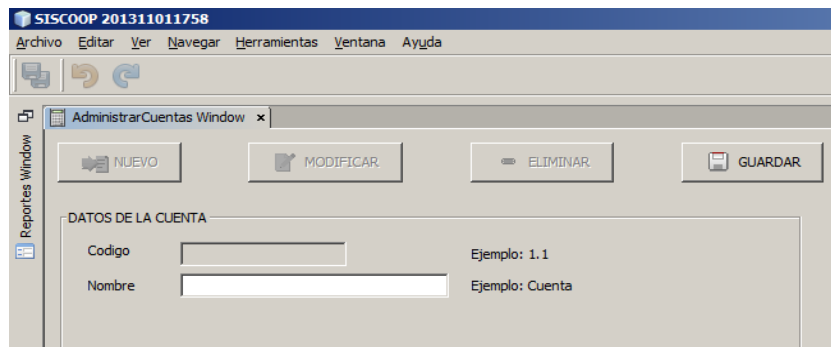 SISCOOP 201311011758
Archivo Editar Ver Navegar Herramientas Ventana Ayuda
AdministrarCuentas Window ×
Reportes Window
NUEVO MODIFICAR ELIMINAR GUARDAR
DATOS DE LA CUENTA
Codigo Ejemplo: 1.1
Nombre Ejemplo: Cuenta